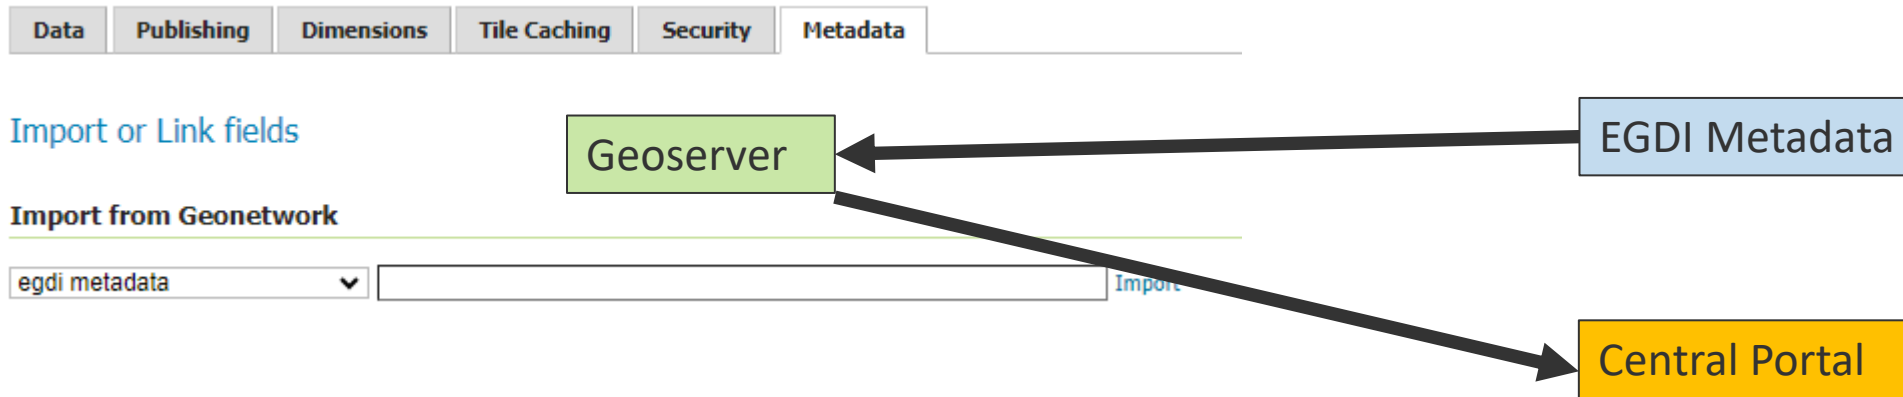 Data Publishing Dimensions Tile Caching Security Metadata
Import or Link fields
Geoserver
EGDI Metadata
Import from Geonetwork
egdi metadata
Import
Central Portal